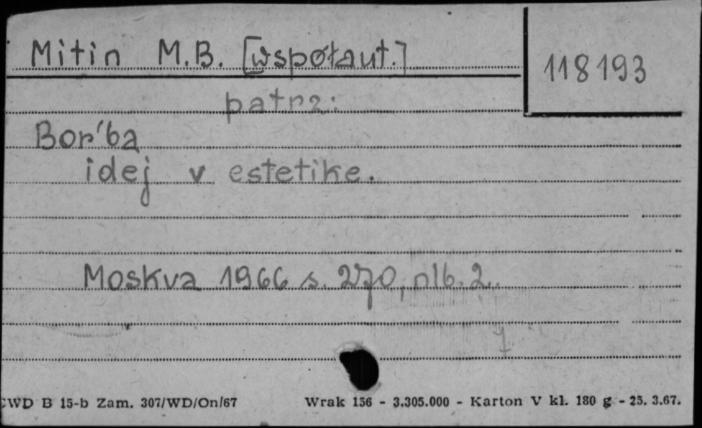 Mitin M.B. [współaut.]
118193
patrz:
Bor'ba
idej v estetike.
Moskva 1966 s. 270, nlb. 2.
CWD B 15-b Zam. 307/WD/On/67
Wrak 156 - 3.305.000 - Karton V kl. 180 g - 25. 3.67.